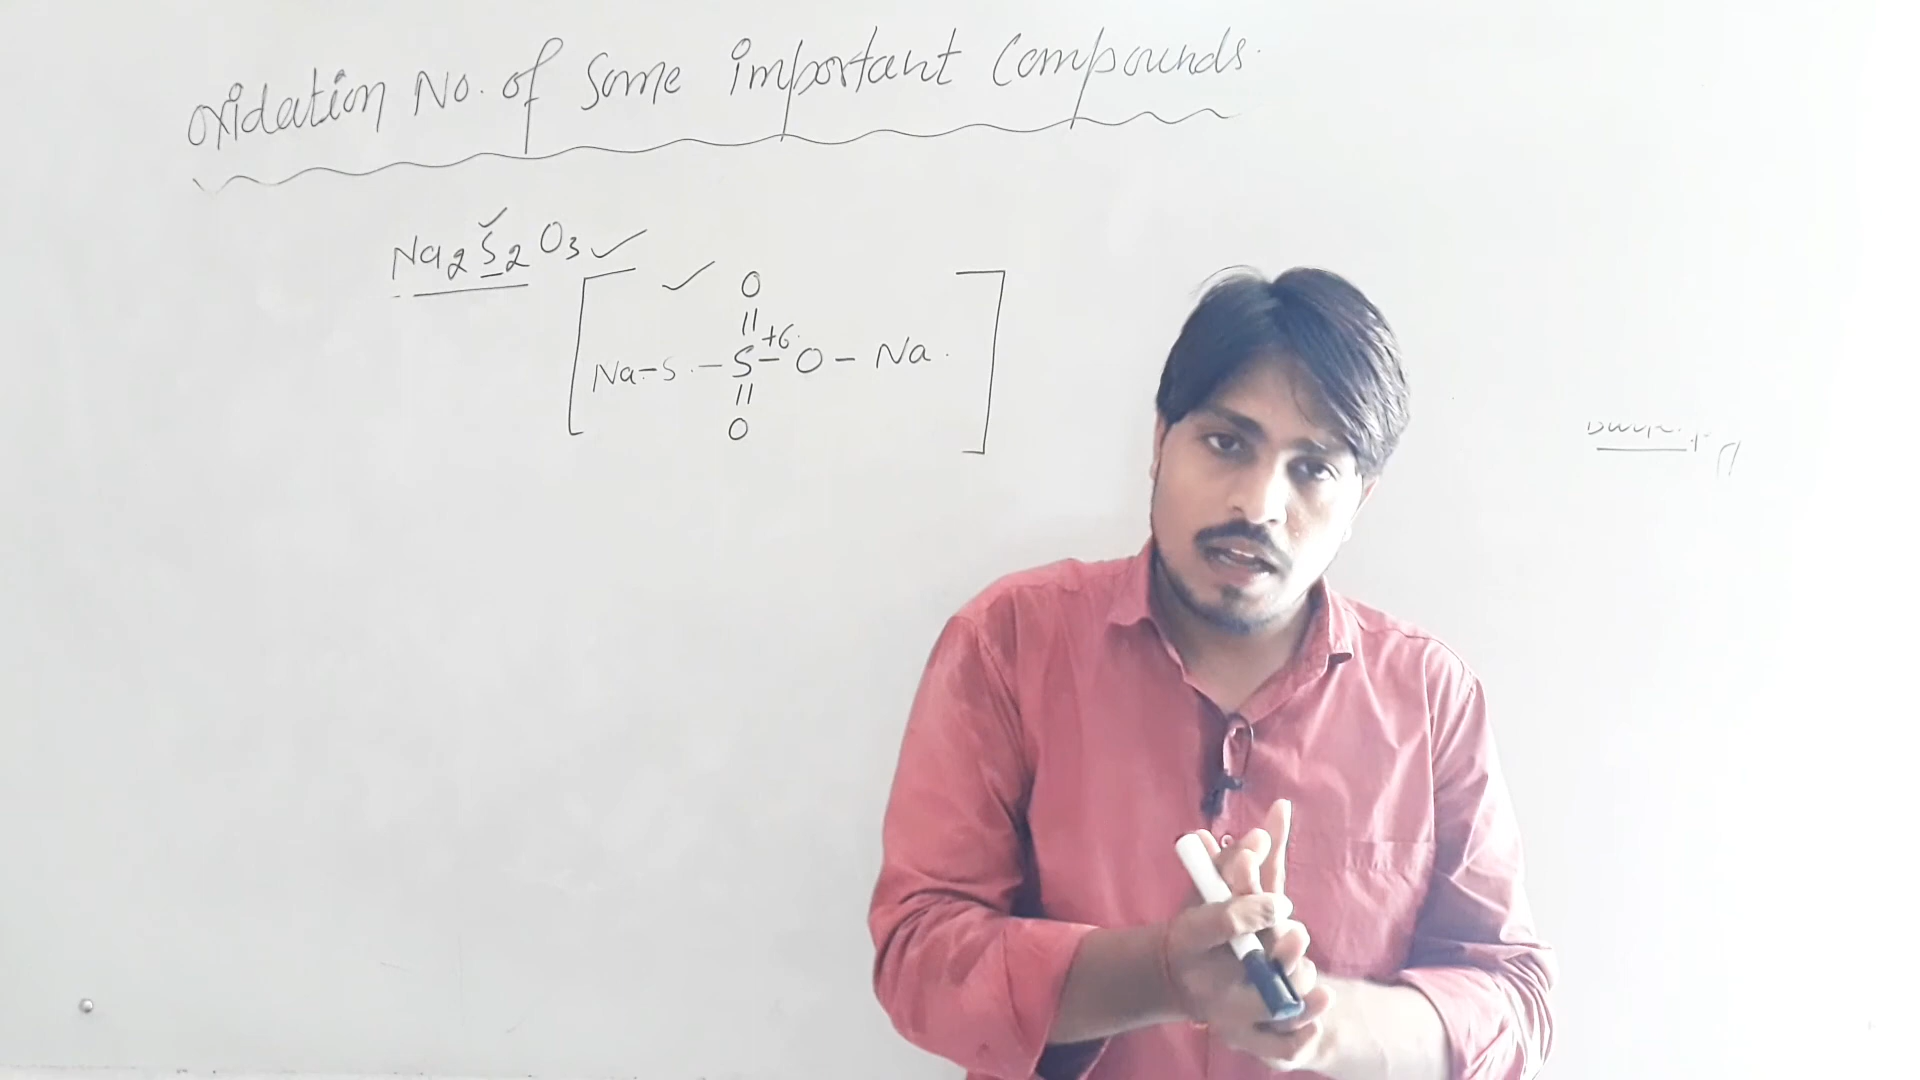 Oxidation No. of Some important Compounds.
Na2S2O3 ✓
✓ O
||
Na-S-S+6-O-Na.
||
O